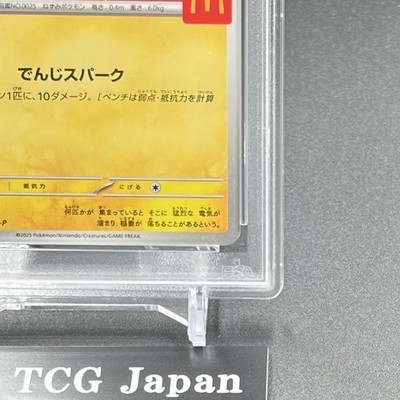 図鑑NO.0025 ねずみポケモン 高さ:0.4m 重さ:6.0kg
でんじスパーク
ン1匹に、10ダメージ。[ベンチは弱点・抵抗力を計算
抵抗力 にげる
何匹かが 集まっていると そこに 猛烈な 電気が
溜まり、稲妻が 落ちることがあるという。
-P
©2025 Pokémon/Nintendo/Creatures/GAME FREAK.
TCG Japan